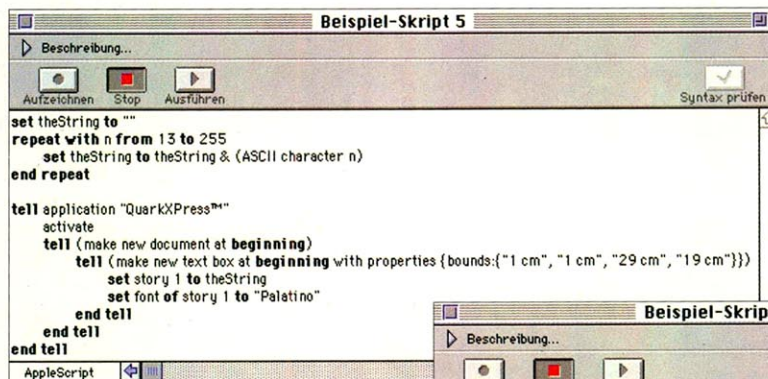 Beispiel-Skript 5
Beschreibung...
Aufzeichnen Stop Ausführen Syntax prüfen
set theString to ""
repeat with n from 13 to 255
set theString to theString & (ASCII character n)
end repeat
tell application "QuarkXPress™"
activate
tell (make new document at beginning)
tell (make new text box at beginning with properties {bounds:{"1 cm", "1 cm", "29 cm", "19 cm"}})
set story 1 to theString
set font of story 1 to "Palatino"
end tell
end tell
end tell
AppleScript
Beispiel-Skrip
Beschreibung...